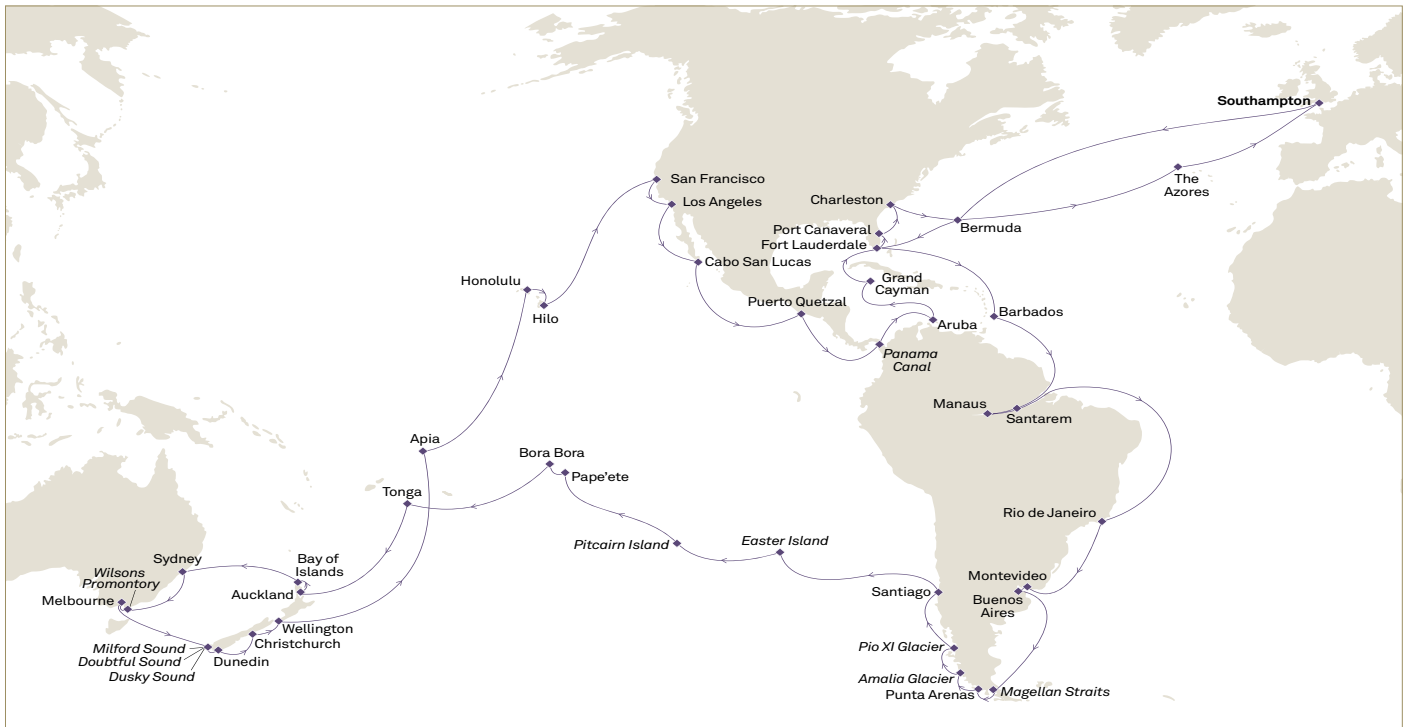 Southampton
The
Azores
San Francisco
Los Angeles
Charleston
Port Canaveral
Fort Lauderdale
Bermuda
Cabo San Lucas
Honolulu
Hilo
Grand
Cayman
Puerto Quetzal
Barbados
Aruba
Panama
Canal
Manaus
Santarem
Apia
Bora Bora
Pape'ete
Tonga
Rio de Janeiro
Pitcairn Island
Easter Island
Sydney
Wilsons
Promontory
Melbourne
Bay of
Islands
Auckland
Santiago
Montevideo
Buenos
Aires
Wellington
Christchurch
Milford Sound
Doubtful Sound
Dusky Sound
Dunedin
Pio XI Glacier
Amalia Glacier
Punta Arenas
Magellan Straits